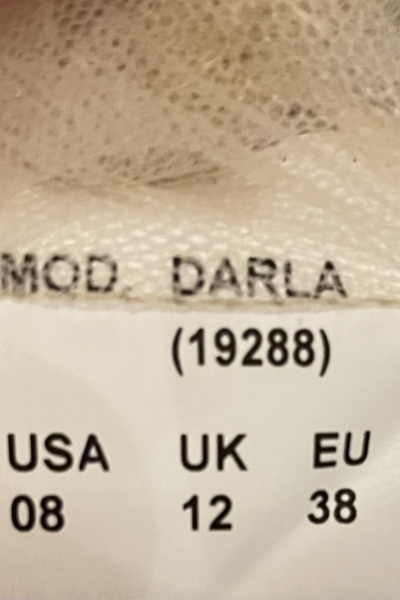 MOD. DARLA
(19288)
USA UK EU
08 12 38